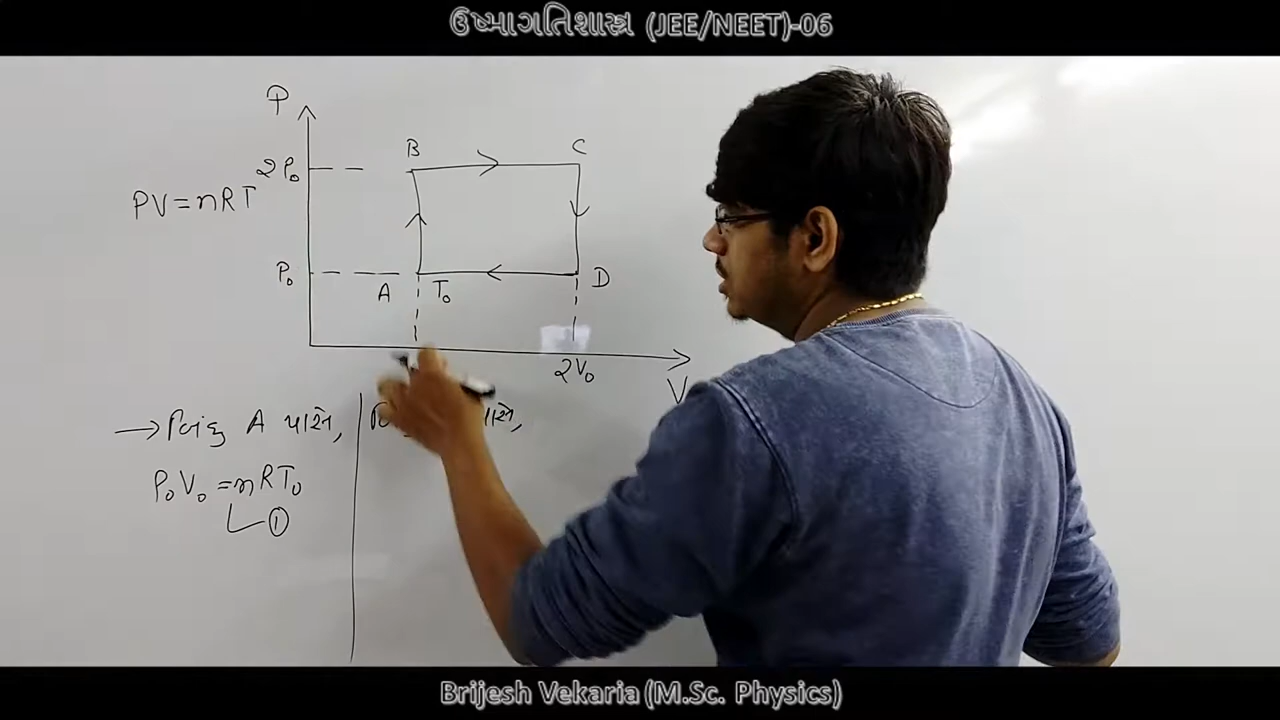 ઉષ્માગતિશાસ્ત્ર (JEE/NEET)-06
P
B
C
2P₀
PV=nRT
P₀
A
T₀
D
2V₀
V
→ બિંદુ A પાસે,
પાસે,
P₀V₀ = nRT₀
①
Brijesh Vekaria (M.Sc. Physics)